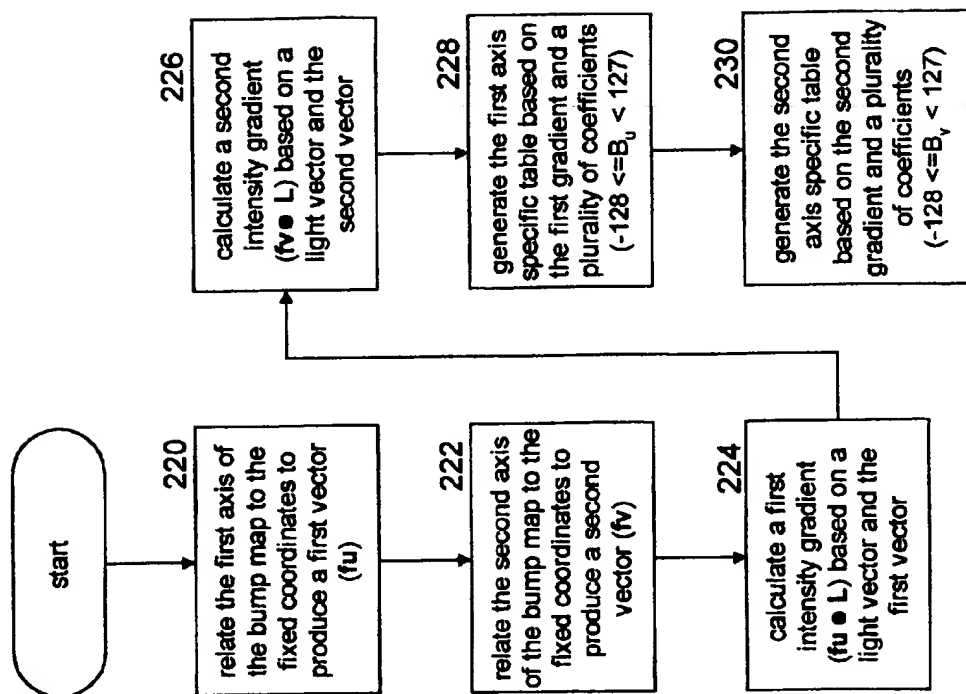 start
220
relate the first axis of
the bump map to the
fixed coordinates to
produce a first vector
(fu)
222
relate the second axis
of the bump map to the
fixed coordinates to
produce a second
vector (fv)
224
calculate a first
intensity gradient
(fu ● L) based on a
light vector and the
first vector
226
calculate a second
intensity gradient
(fv● L) based on a
light vector and the
second vector
228
generate the first axis
specific table based on
the first gradient and a
plurality of coefficients
(-128 <=Bu < 127)
230
generate the second
axis specific table
based on the second
gradient and a plurality
of coefficients
(-128 <=Bv < 127)